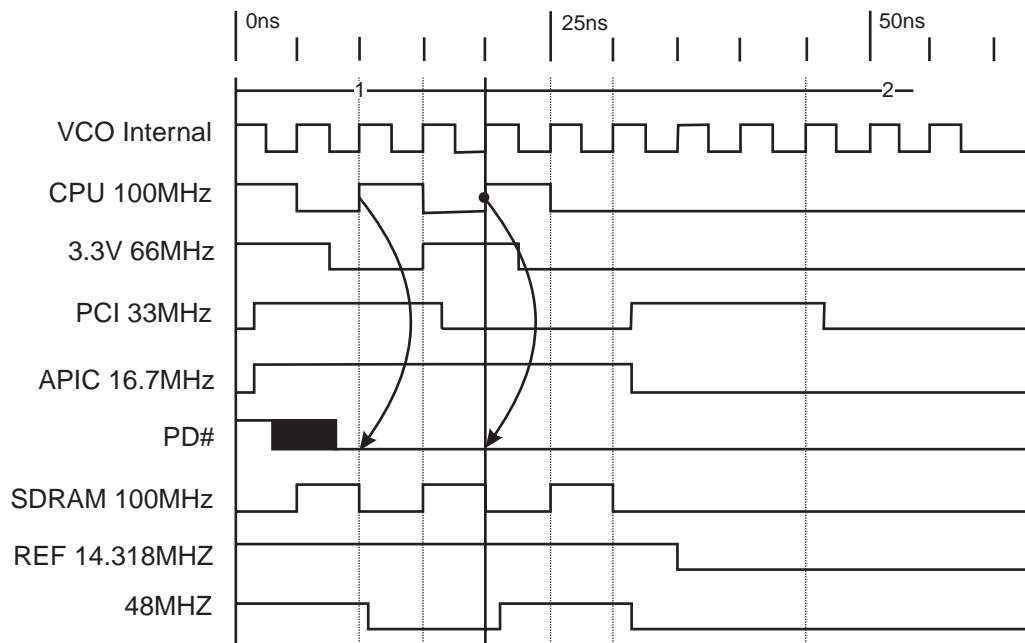 0ns 25ns 50ns
1 2
VCO Internal
CPU 100MHz
3.3V 66MHz
PCI 33MHz
APIC 16.7MHz
PD#
SDRAM 100MHz
REF 14.318MHZ
48MHZ